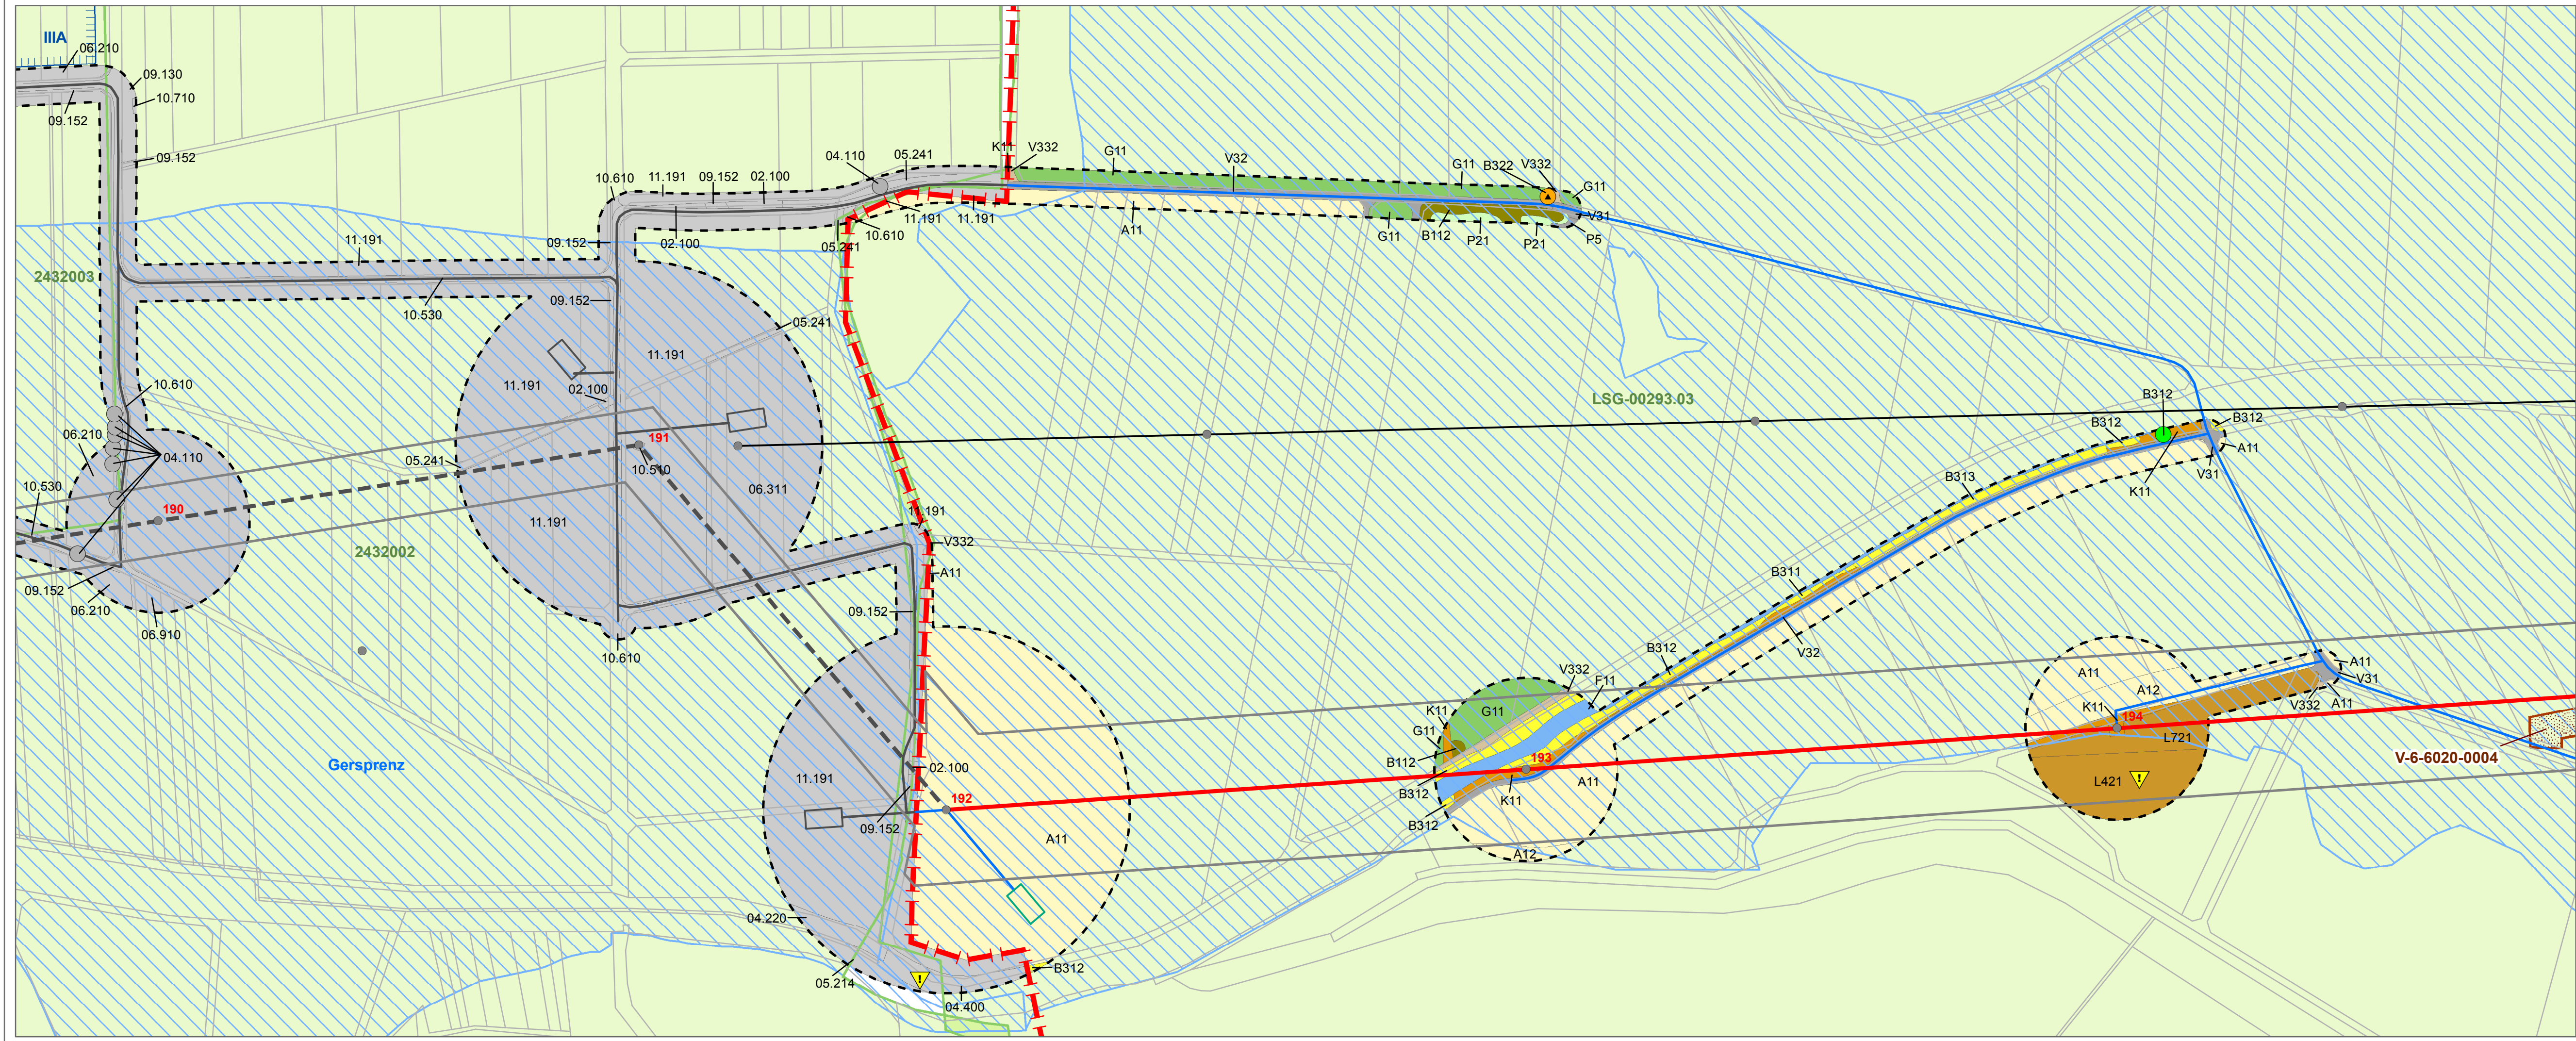 IIIA
06.210
09.130
10.710
09.152
09.152
K11
V332
G11
V32
G11
B322
V332
G11
04.110
05.241
10.610
11.191
09.152
02.100
11.191
11.191
V31
10.610
A11
G11
B112
P21
P21
P5
11.191
09.152
02.100
05.241
2432003
09.152
10.530
05.241
11.191
10.610
11.191
02.100
LSG-00293.03
B312
B312
B312
06.210
191
A11
04.110
05.241
10.510
V31
B313
K11
10.530
06.311
190
11.191
11.191
V332
2432002
A11
B311
09.152
06.210
09.152
06.910
V32
10.610
B312
A11
V332
A11
F11
V31
A12
K11
G11
K11
V332
A11
194
G11
L721
193
V-6-6020-0004
B112
Gersprenz
02.100
11.191
A11
L421
B312
192
K11
B312
09.152
A11
A12
04.220
B312
05.214
04.400